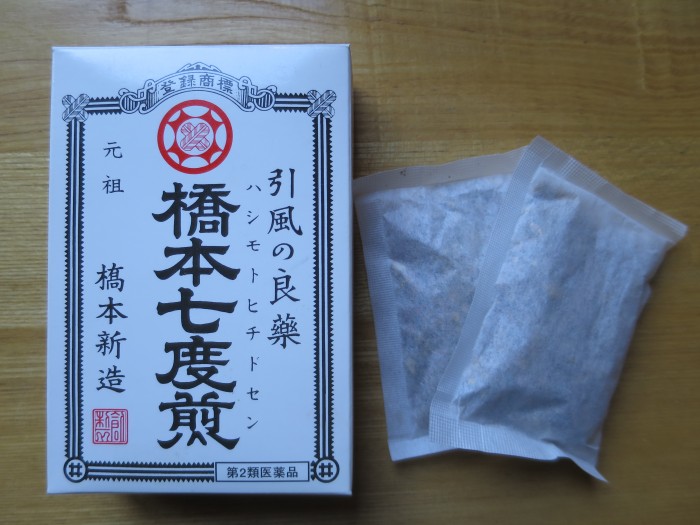 登録商標
引風の良薬
ハシモトヒチドセン
橋本七度煎
元祖
橋本新造
第2類医薬品